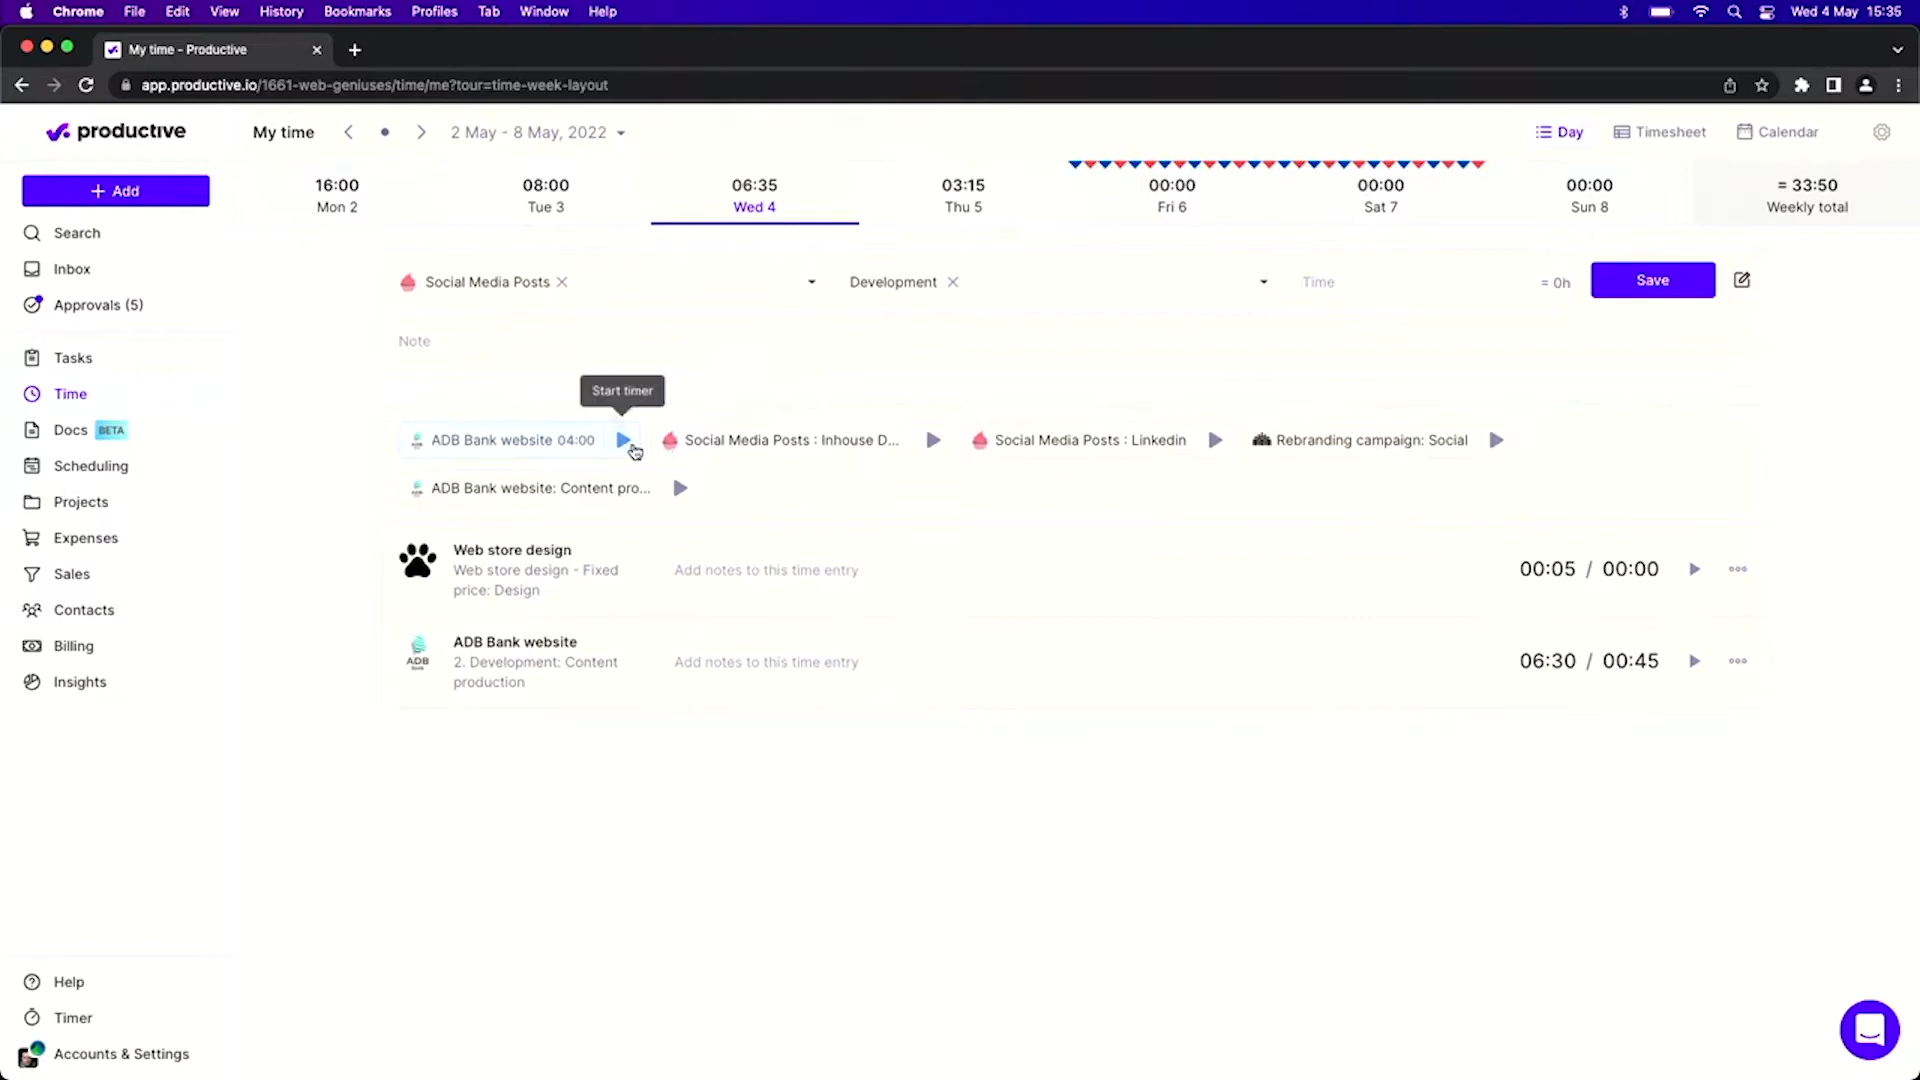 Chrome File Edit View History Bookmarks Profiles Tab Window Help Wed 4 May 15:35
My time - Productive
app.productive.io/1661-web-geniuses/time/me?tour=time-week-layout
productive My time 2 May - 8 May, 2022 Day Timesheet Calendar
Add
16:00 08:00 06:35 03:15 00:00 00:00 00:00 = 33:50
Mon 2 Tue 3 Wed 4 Thu 5 Fri 6 Sat 7 Sun 8 Weekly total
Search
Inbox
Approvals (5)
Tasks
Time
Docs BETA
Scheduling
Projects
Expenses
Sales
Contacts
Billing
Insights
Help
Timer
Accounts & Settings
Social Media Posts Development Time = 0h Save
Note
Start timer
ADB Bank website 04:00 Social Media Posts : Inhouse D... Social Media Posts : Linkedin Rebranding campaign: Social
ADB Bank website: Content pro...
Web store design
Web store design - Fixed
price: Design
Add notes to this time entry
00:05 / 00:00
ADB
ADB Bank website
2. Development: Content
production
Add notes to this time entry
06:30 / 00:45